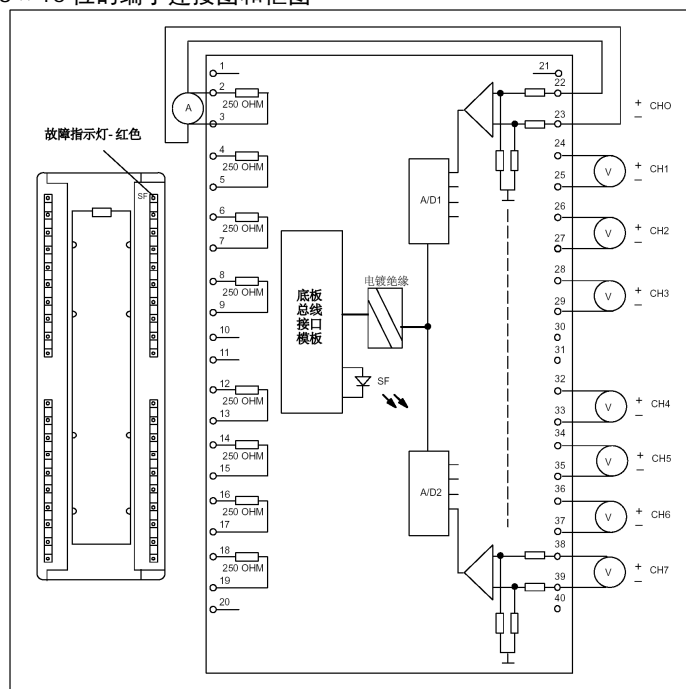 1
2
250 OHM
3
A
4
250 OHM
5
6
250 OHM
7
8
250 OHM
9
10
11
12
250 OHM
13
14
250 OHM
15
16
250 OHM
17
18
250 OHM
19
20
故障指示灯- 红色
SF
底板
总线
接口
模板
电镀绝缘
SF
A/D1
A/D2
21
22
23
+
CHO
–
24
V
+
CH1
–
25
26
V
+
CH2
–
27
28
V
+
CH3
–
29
30
31
32
V
+
CH4
–
33
34
V
+
CH5
–
35
36
V
+
CH6
–
37
38
V
+
CH7
–
39
40